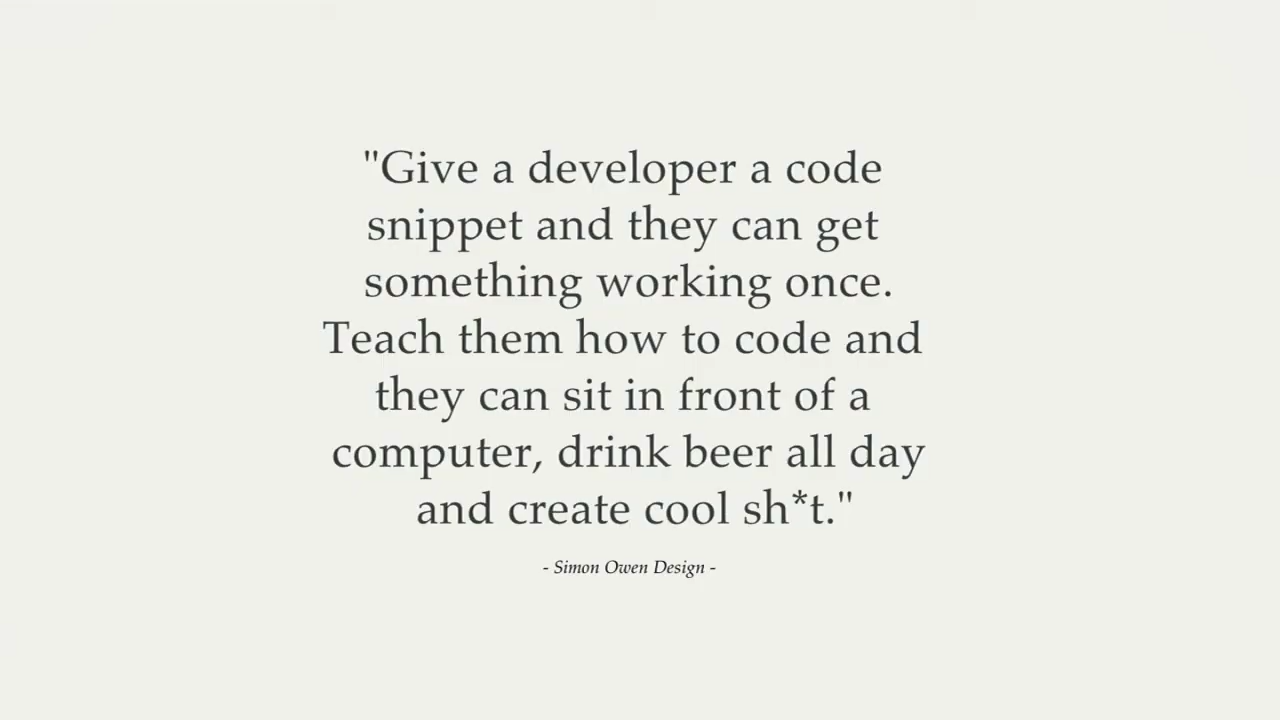 "Give a developer a code
snippet and they can get
something working once.
Teach them how to code and
they can sit in front of a
computer, drink beer all day
and create cool sh*t."
- Simon Owen Design -